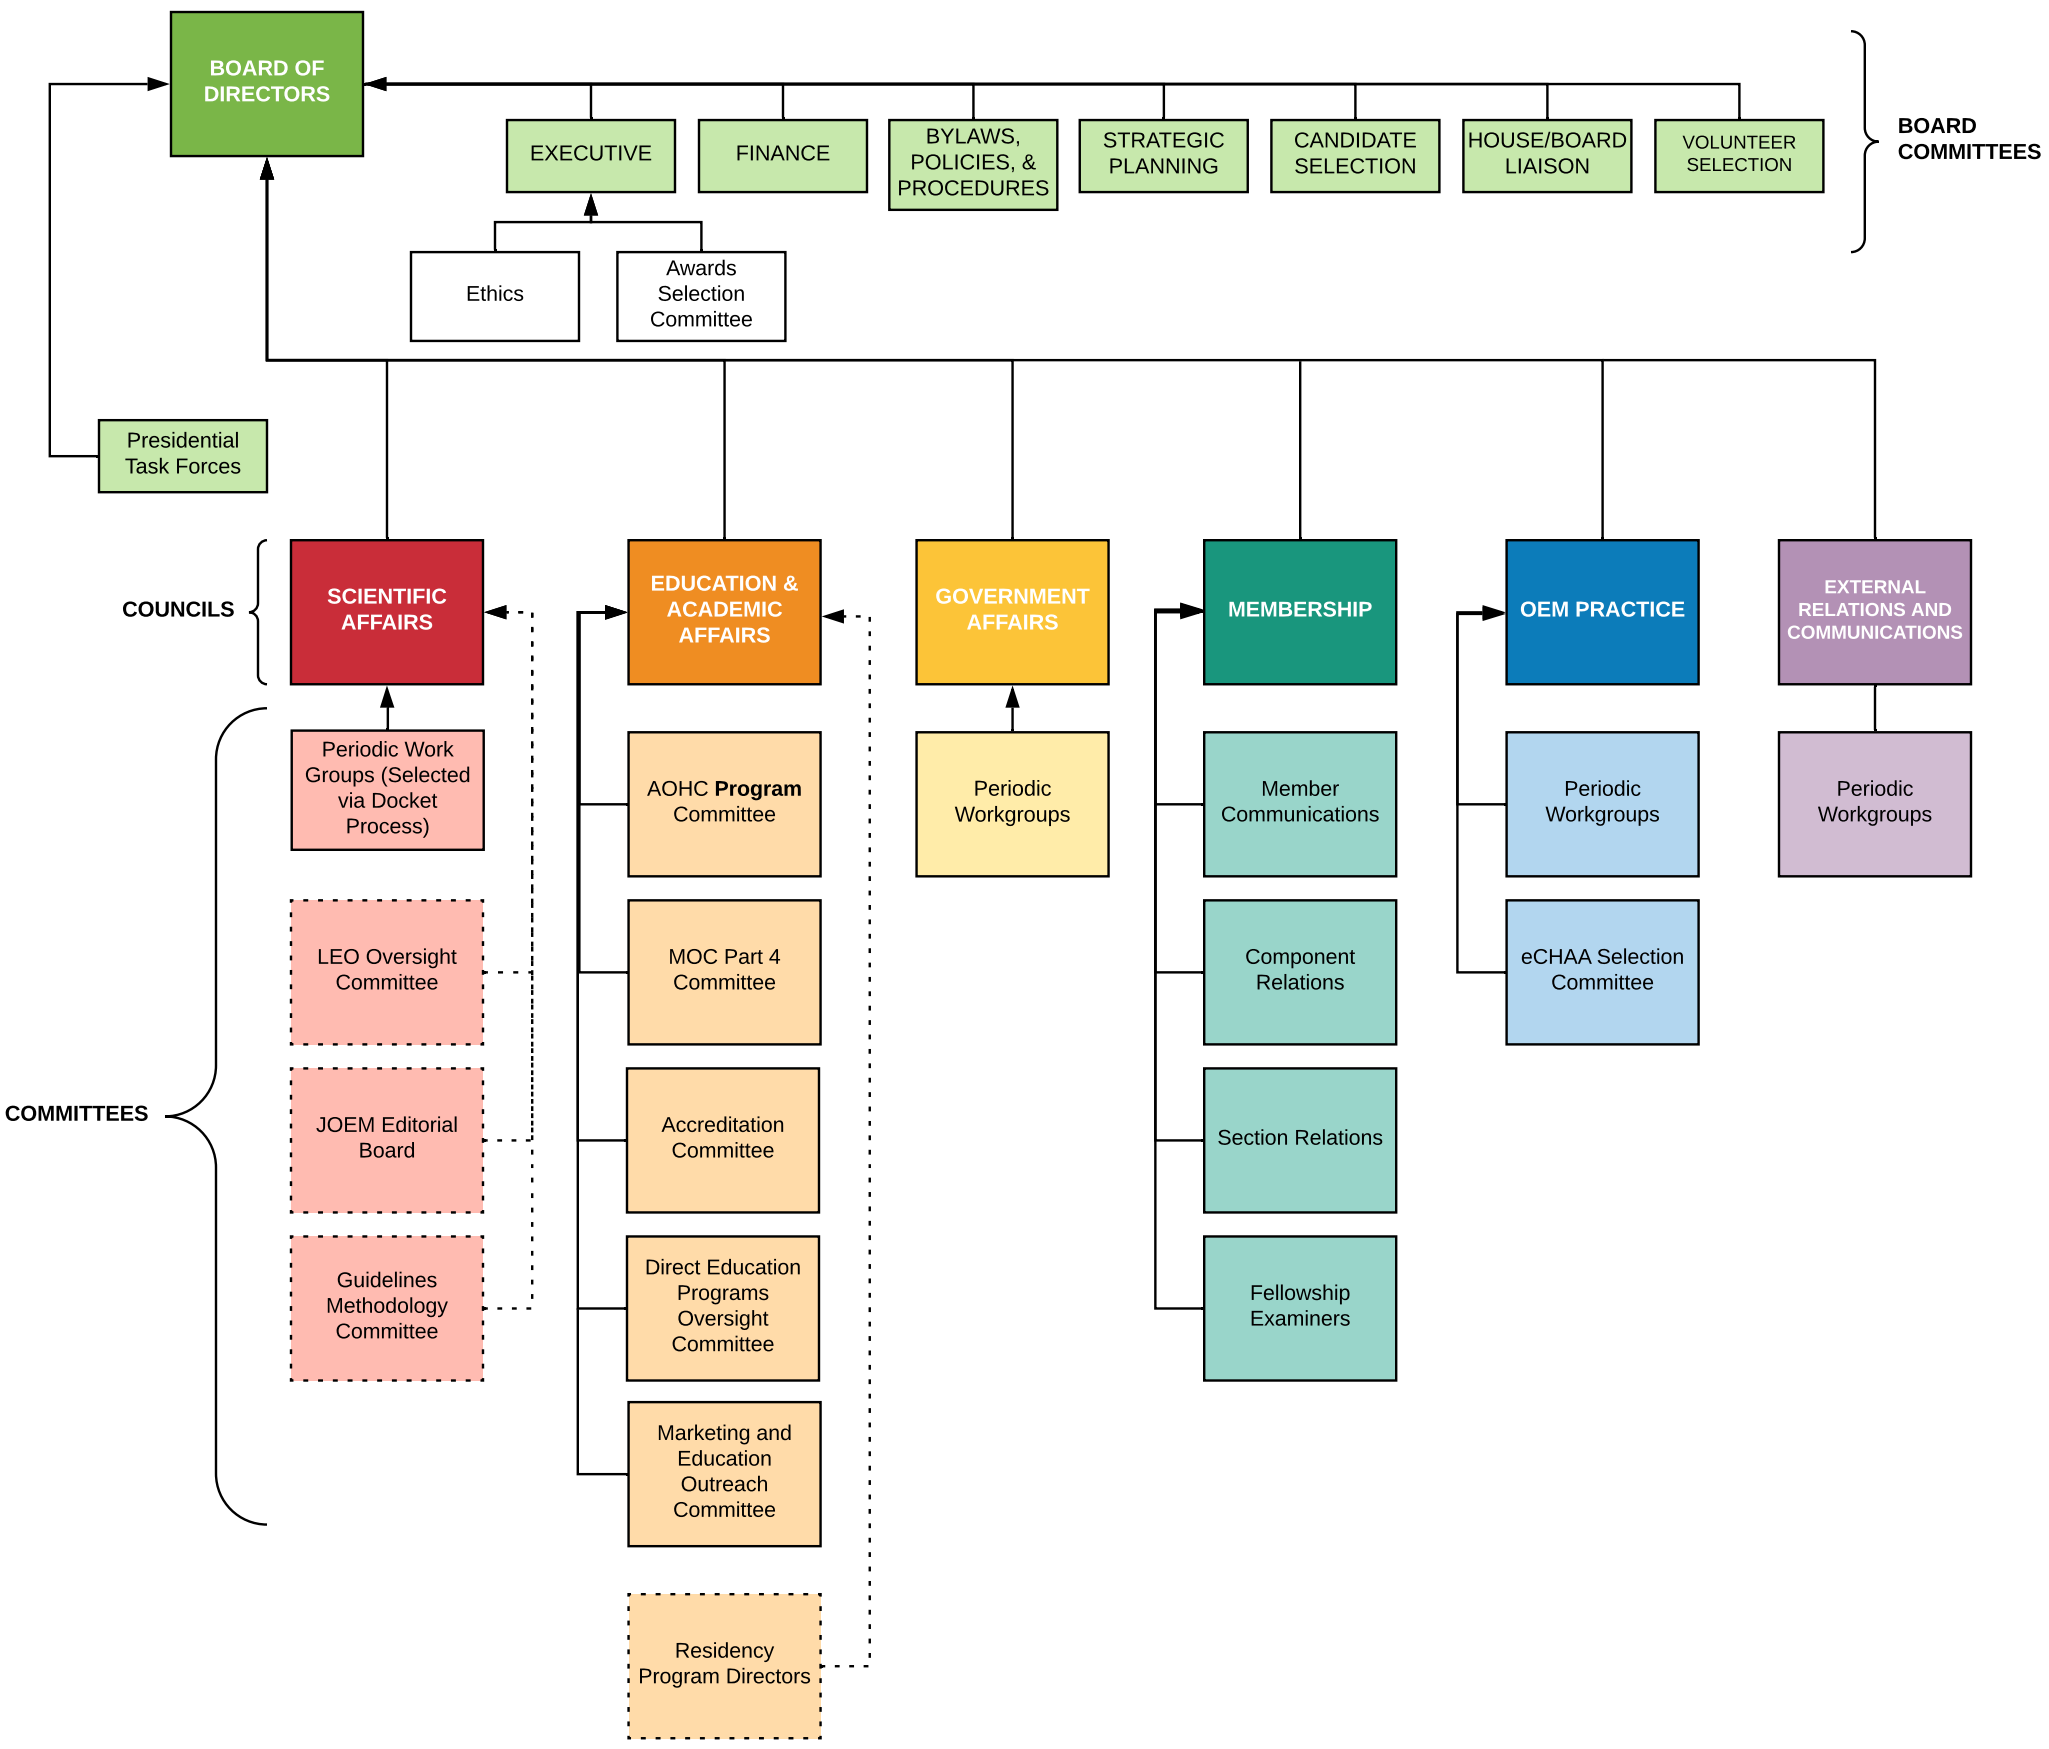 BOARD OF
DIRECTORS
EXECUTIVE
FINANCE
BYLAWS,
POLICIES, &
PROCEDURES
STRATEGIC
PLANNING
CANDIDATE
SELECTION
HOUSE/BOARD
LIAISON
VOLUNTEER
SELECTION
BOARD
COMMITTEES
Ethics
Awards
Selection
Committee
Presidential
Task Forces
COUNCILS
SCIENTIFIC
AFFAIRS
EDUCATION &
ACADEMIC
AFFAIRS
GOVERNMENT
AFFAIRS
MEMBERSHIP
OEM PRACTICE
EXTERNAL
RELATIONS AND
COMMUNICATIONS
COMMITTEES
Periodic Work
Groups (Selected
via Docket
Process)
LEO Oversight
Committee
JOEM Editorial
Board
Guidelines
Methodology
Committee
AOHC Program
Committee
MOC Part 4
Committee
Accreditation
Committee
Direct Education
Programs
Oversight
Committee
Marketing and
Education
Outreach
Committee
Residency
Program Directors
Periodic
Workgroups
Member
Communications
Component
Relations
Section Relations
Fellowship
Examiners
Periodic
Workgroups
eCHAA Selection
Committee
Periodic
Workgroups